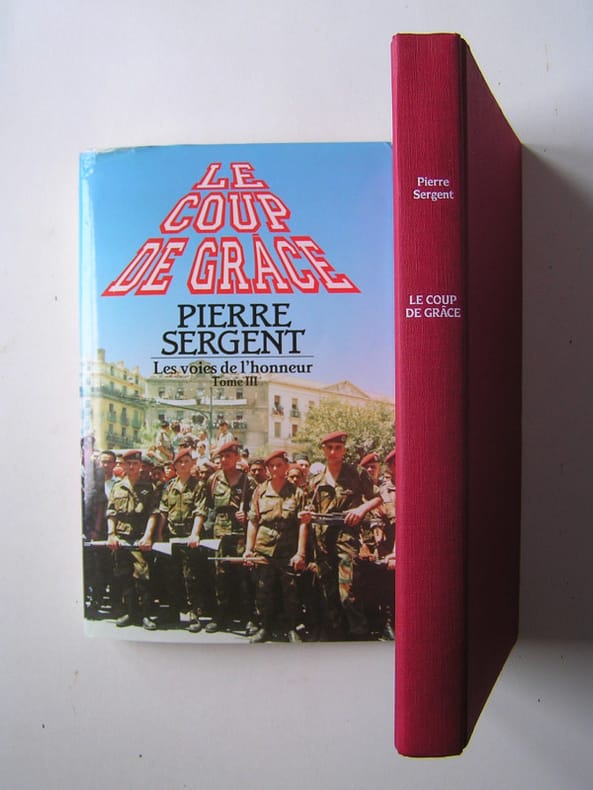 LE
COUP
DE GRÂCE
PIERRE
SERGENT
Les voies de l'honneur
Tome III
Pierre
Sergent
LE COUP
DE GRÂCE